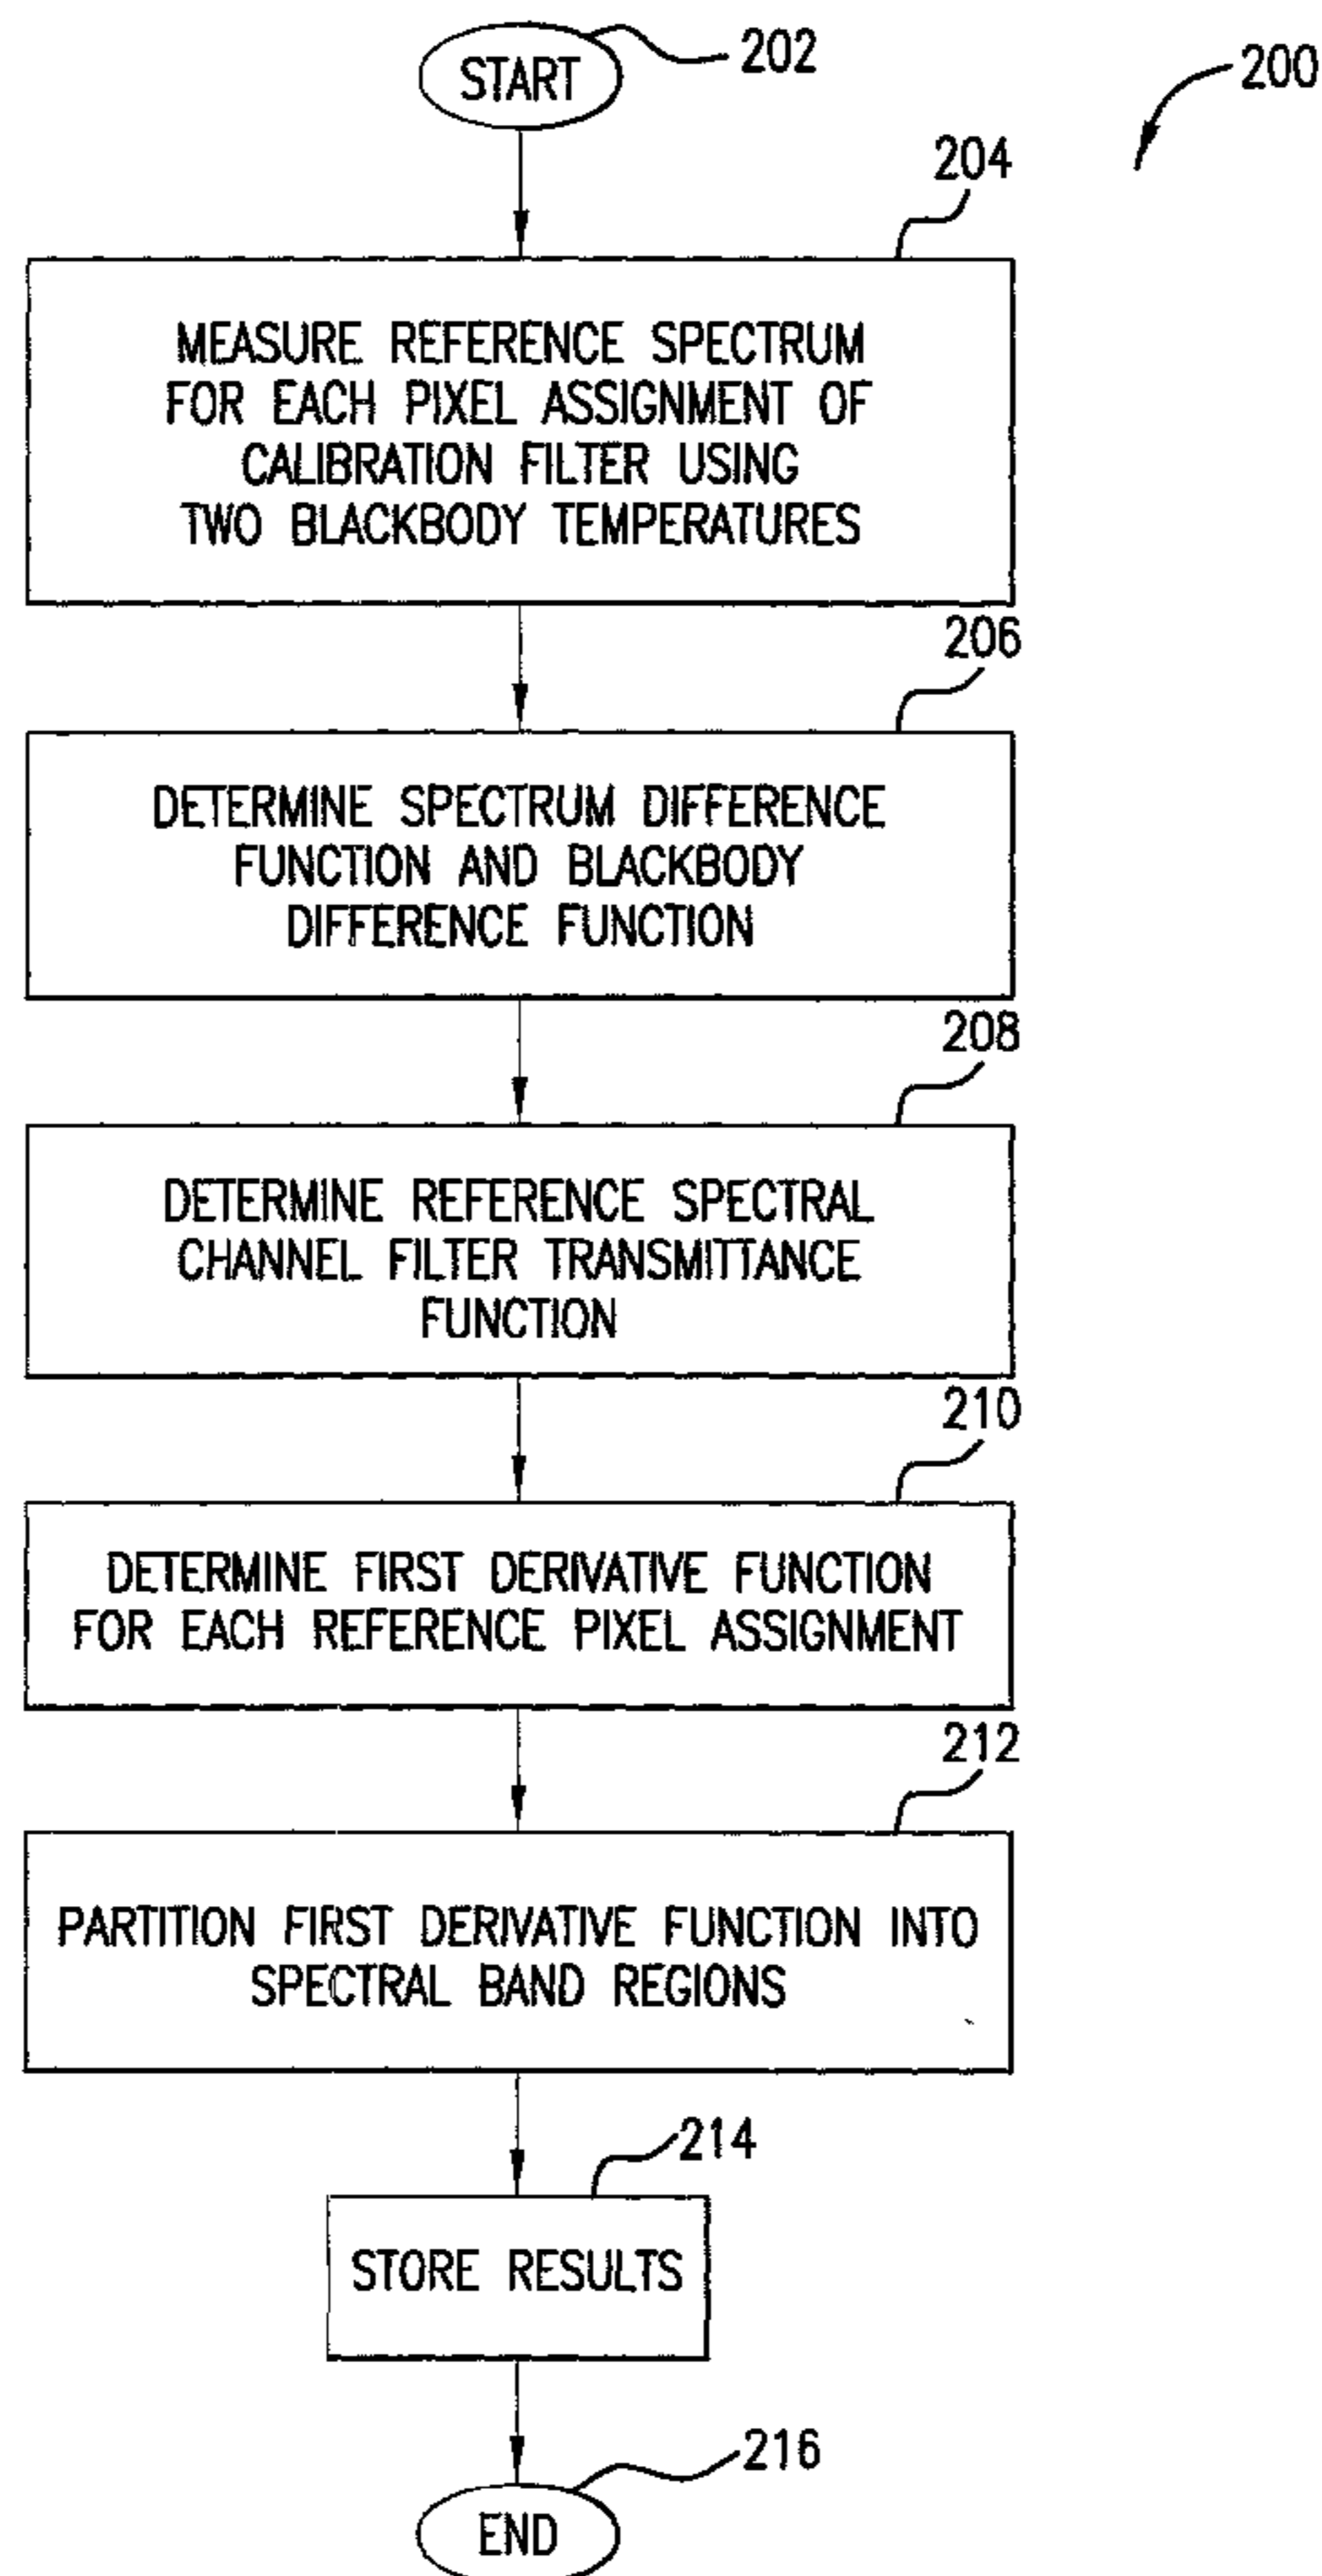 START
202
200
204
MEASURE REFERENCE SPECTRUM
FOR EACH PIXEL ASSIGNMENT OF
CALIBRATION FILTER USING
TWO BLACKBODY TEMPERATURES
206
DETERMINE SPECTRUM DIFFERENCE
FUNCTION AND BLACKBODY
DIFFERENCE FUNCTION
208
DETERMINE REFERENCE SPECTRAL
CHANNEL FILTER TRANSMITTANCE
FUNCTION
210
DETERMINE FIRST DERIVATIVE FUNCTION
FOR EACH REFERENCE PIXEL ASSIGNMENT
212
PARTITION FIRST DERIVATIVE FUNCTION INTO
SPECTRAL BAND REGIONS
214
STORE RESULTS
216
END